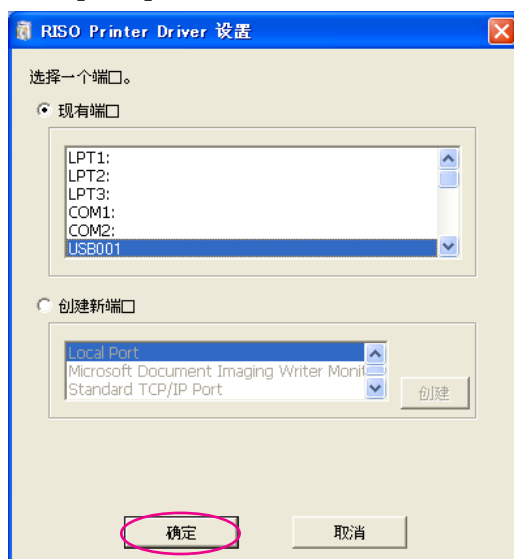 RISO Printer Driver 设置
选择一个端口。
现有端口
LPT1:
LPT2:
LPT3:
COM1:
COM2:
USB001
创建新端口
Local Port
Microsoft Document Imaging Writer Monit
Standard TCP/IP Port
创建
确定
取消